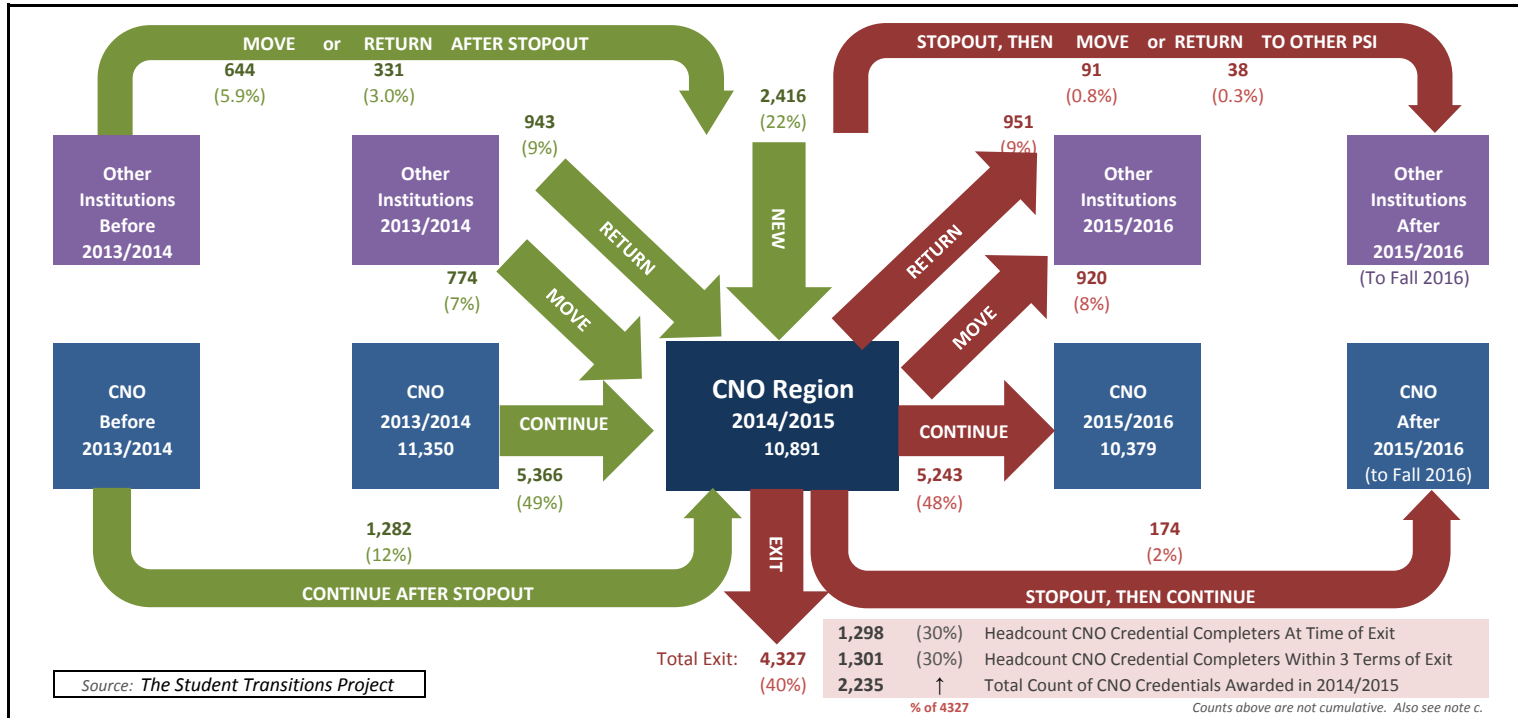 MOVE or RETURN AFTER STOPOUT
644 331
(5.9%) (3.0%)
STOPOUT, THEN MOVE or RETURN TO OTHER PSI
91 38
(0.8%) (0.3%)
2,416
(22%)
943
(9%)
951
(9%)
Other
Institutions
Before
2013/2014
Other
Institutions
2013/2014
RETURN
NEW
RETURN
Other
Institutions
2015/2016
Other
Institutions
After
2015/2016
(To Fall 2016)
774
(7%)
MOVE
MOVE
920
(8%)
CNO
Before
2013/2014
CNO
2013/2014
11,350
CONTINUE
5,366
(49%)
CNO Region
2014/2015
10,891
CONTINUE
5,243
(48%)
CNO
2015/2016
10,379
CNO
After
2015/2016
(to Fall 2016)
1,282
(12%)
CONTINUE AFTER STOPOUT
EXIT
174
(2%)
STOPOUT, THEN CONTINUE
Total Exit: 4,327
(40%)
1,298 (30%) Headcount CNO Credential Completers At Time of Exit
1,301 (30%) Headcount CNO Credential Completers Within 3 Terms of Exit
2,235 ↑ Total Count of CNO Credentials Awarded in 2014/2015
% of 4327 Counts above are not cumulative. Also see note c.
Source: The Student Transitions Project